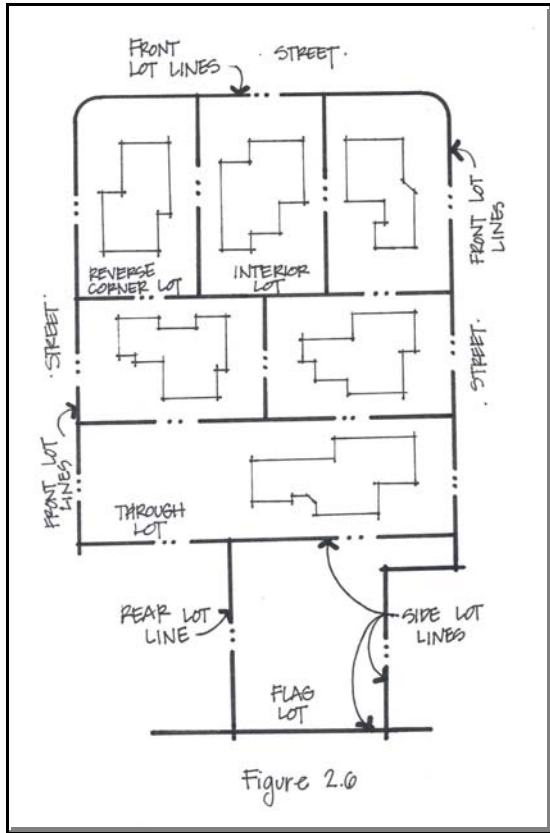 FRONT
LOT LINES
· STREET ·
FRONT LOT
LINES
REVERSE
CORNER LOT
INTERIOR
LOT
· STREET ·
· STREET ·
FRONT LOT
LINES
THROUGH
LOT
REAR LOT
LINE
SIDE LOT
LINES
FLAG
LOT
Figure 2.6